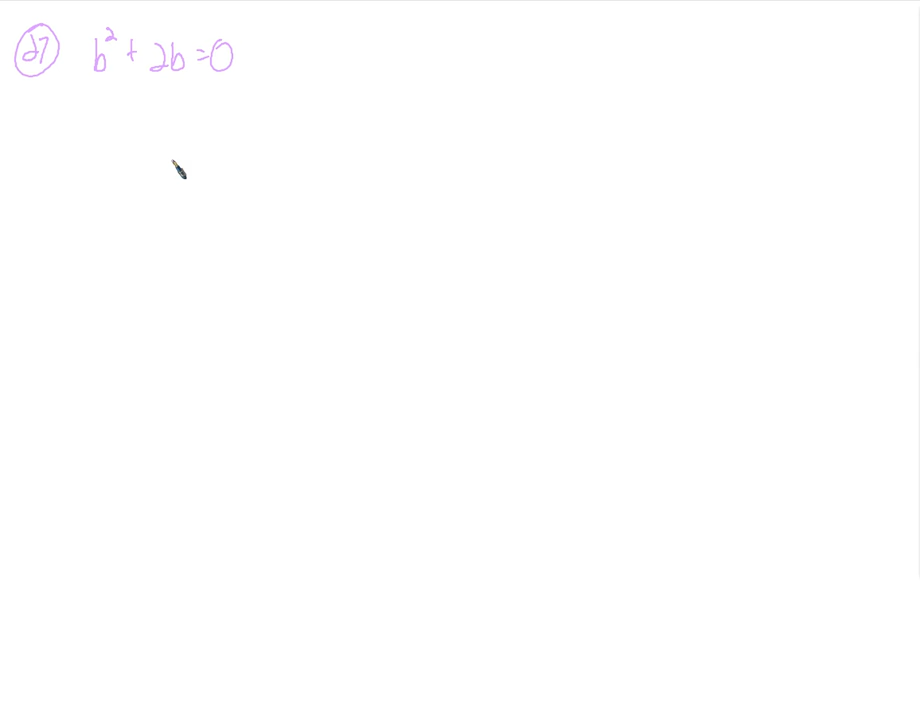 27 b² + 2b = 0